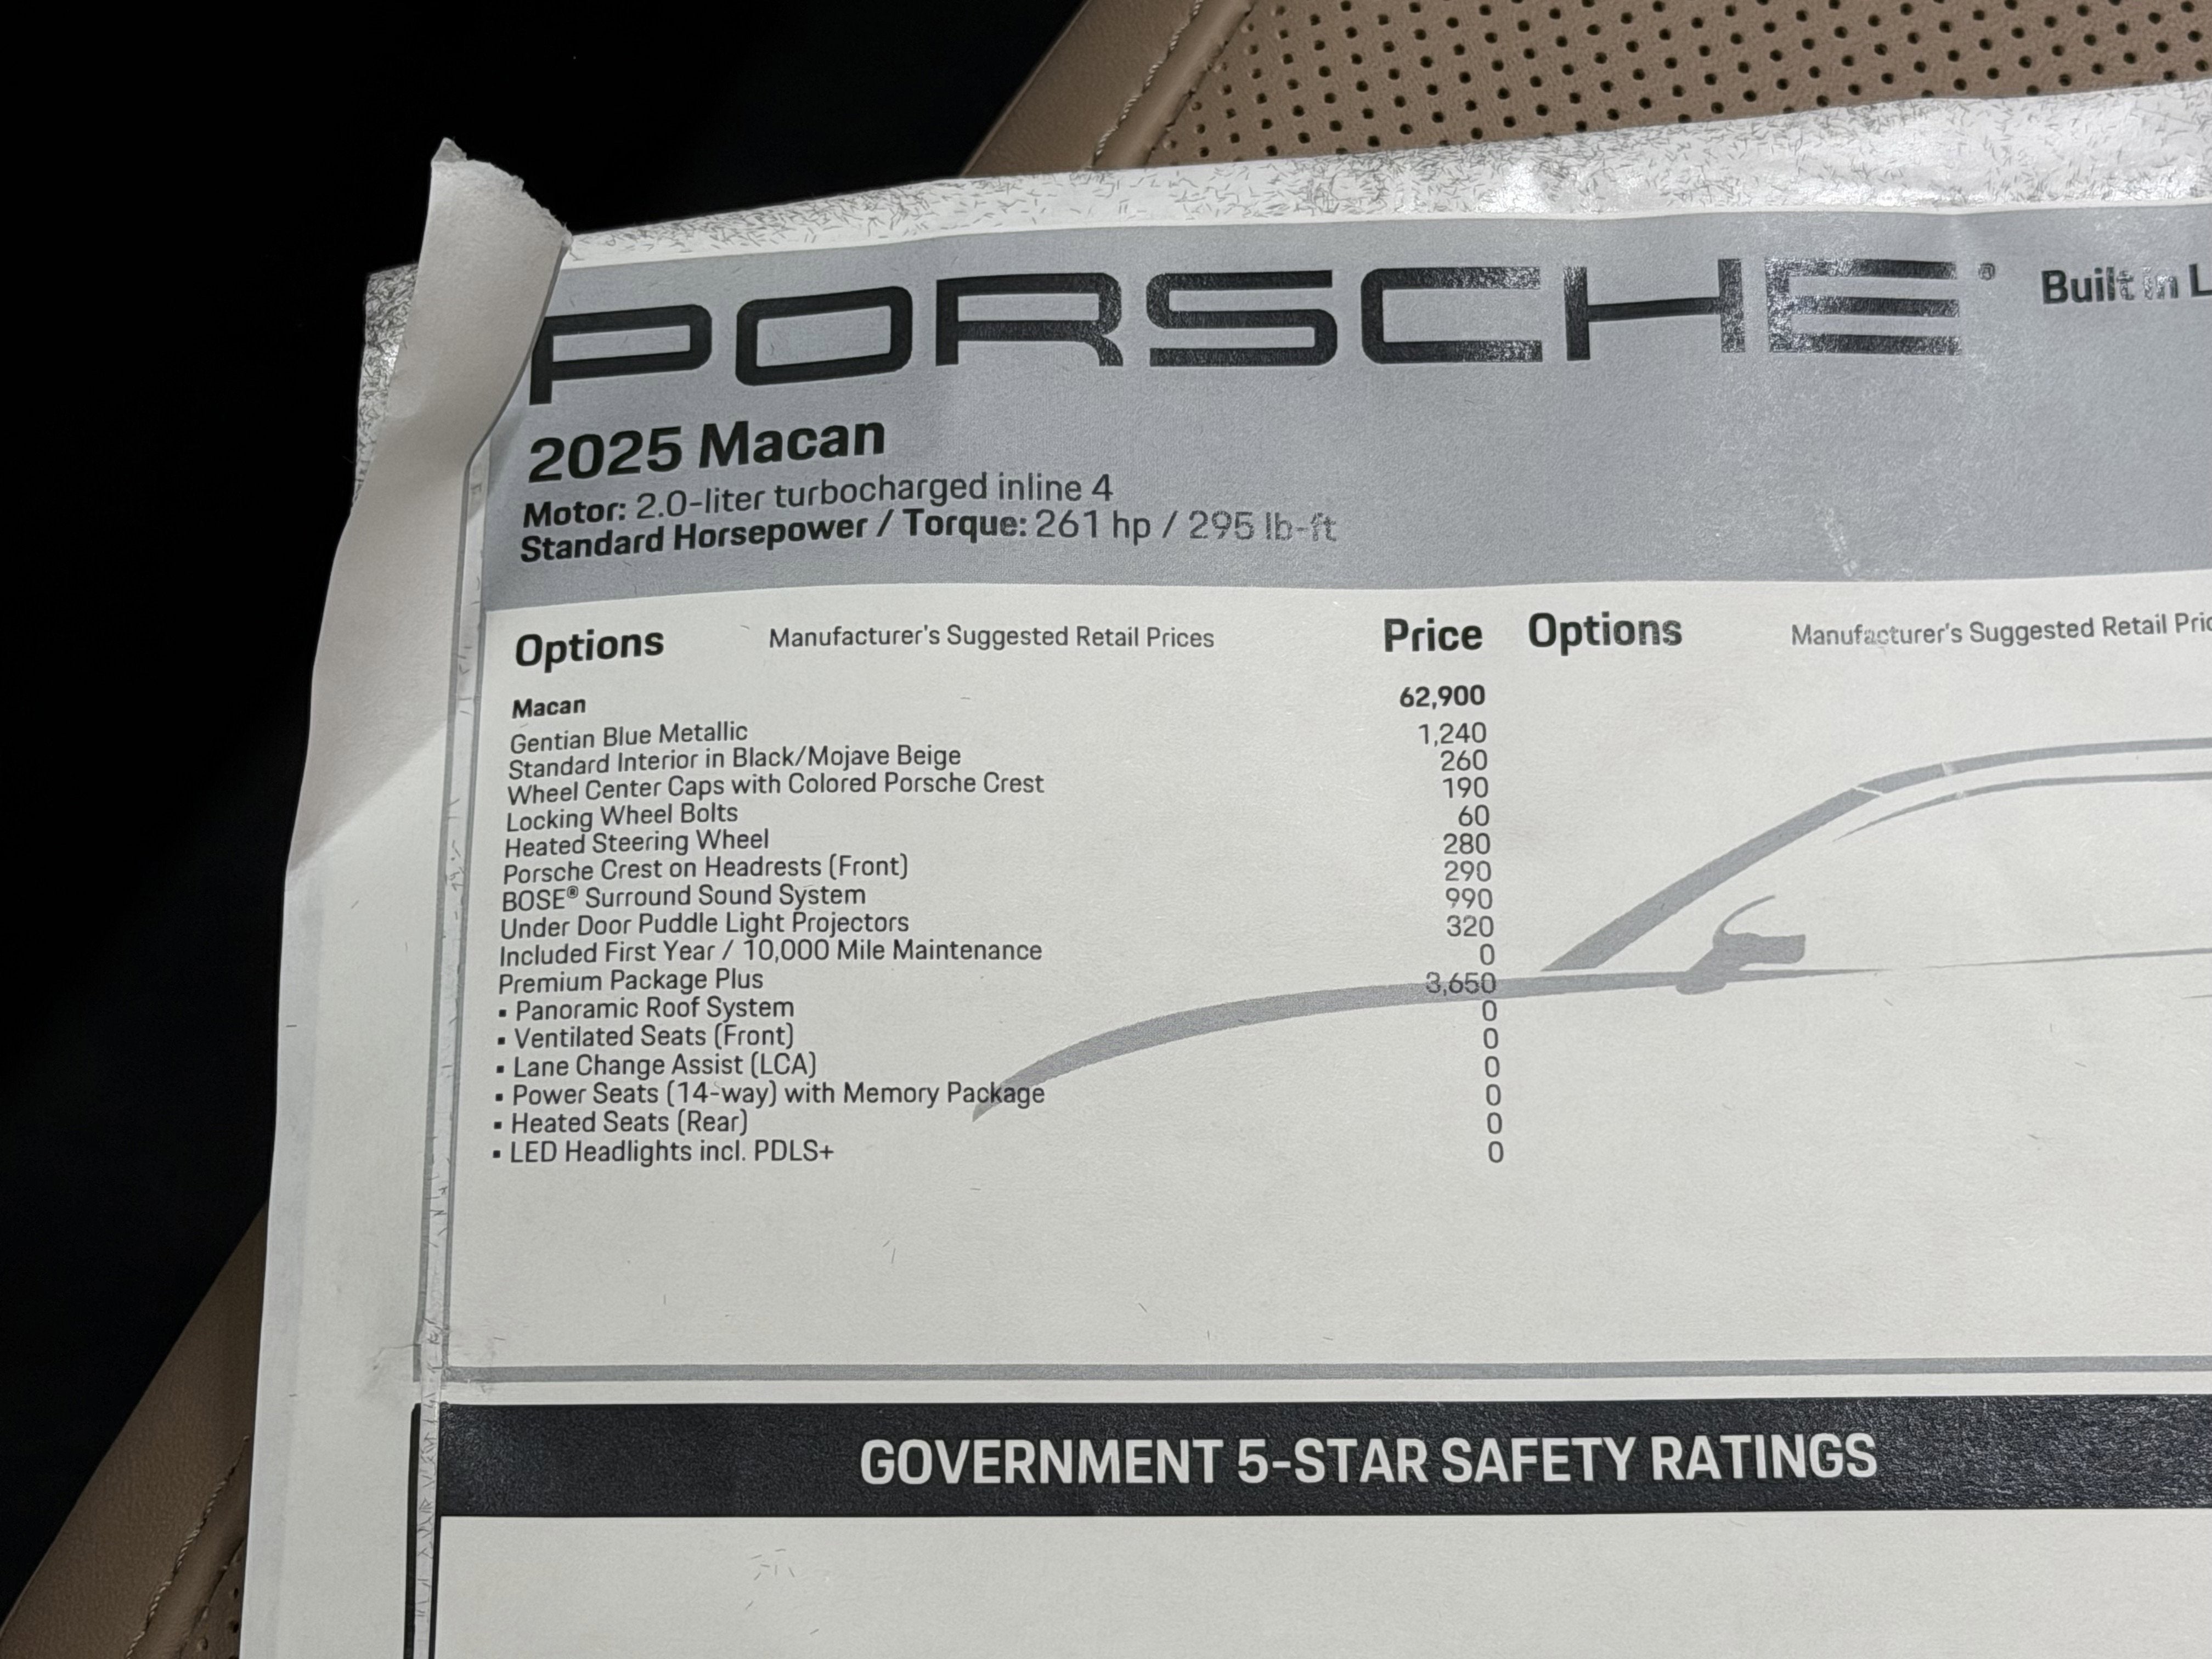 PORSCHE® Built in L
2025 Macan
Motor: 2.0-liter turbocharged inline 4
Standard Horsepower / Torque: 261 hp / 295 lb-ft
Options Manufacturer's Suggested Retail Prices Price Options Manufacturer's Suggested Retail Pric
Macan 62,900
Gentian Blue Metallic 1,240
Standard Interior in Black/Mojave Beige 260
Wheel Center Caps with Colored Porsche Crest 190
Locking Wheel Bolts 60
Heated Steering Wheel 280
Porsche Crest on Headrests (Front) 290
BOSE® Surround Sound System 990
Under Door Puddle Light Projectors 320
Included First Year / 10,000 Mile Maintenance 0
Premium Package Plus 3,650
▪ Panoramic Roof System 0
▪ Ventilated Seats (Front) 0
▪ Lane Change Assist (LCA) 0
▪ Power Seats (14-way) with Memory Package 0
▪ Heated Seats (Rear) 0
▪ LED Headlights incl. PDLS+ 0
GOVERNMENT 5-STAR SAFETY RATINGS